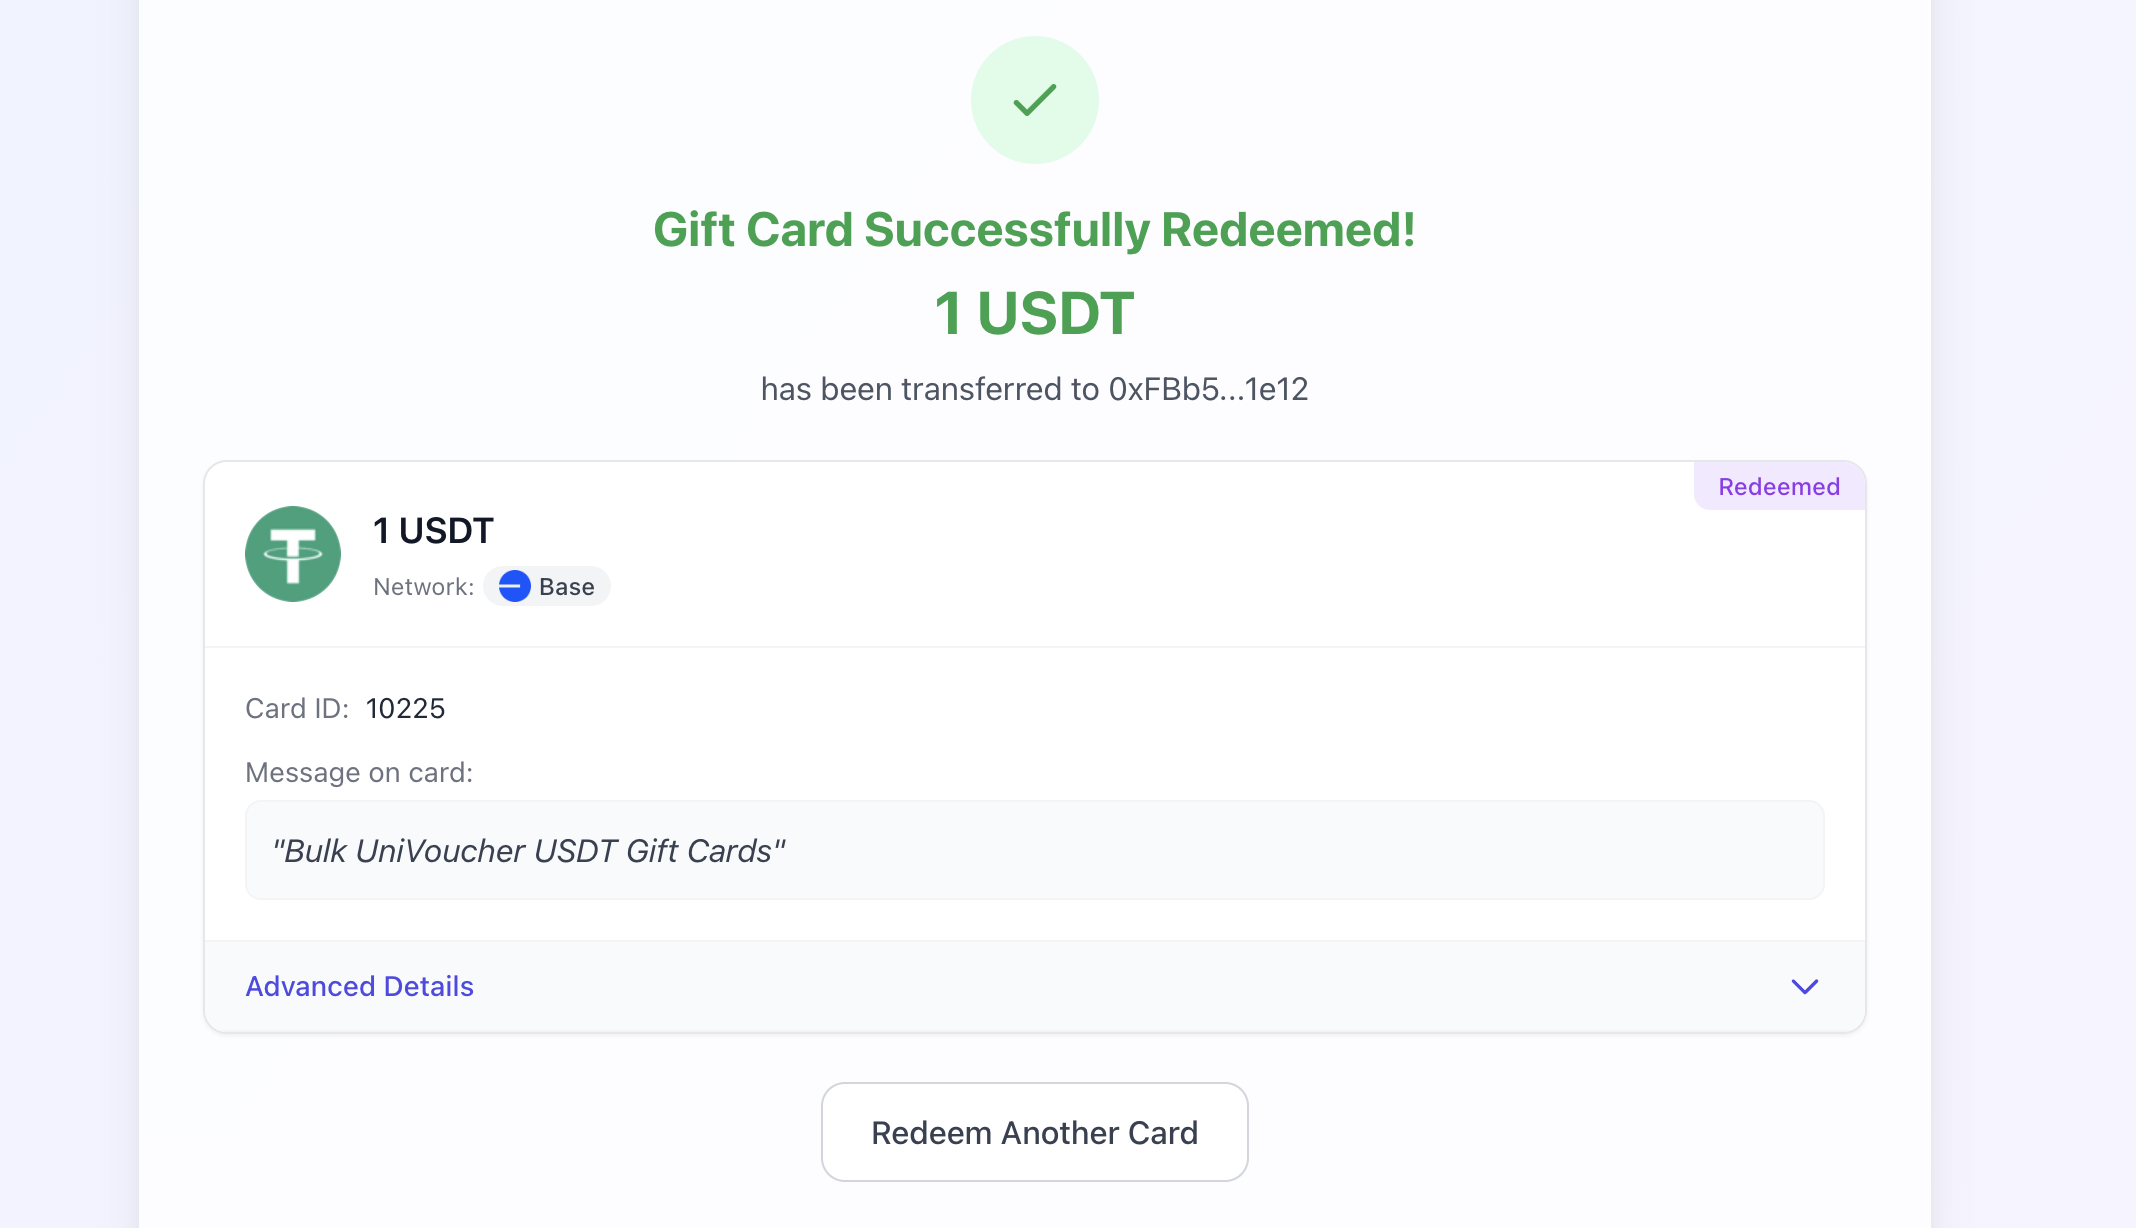 Gift Card Successfully Redeemed!
1 USDT
has been transferred to 0xFBb5...1e12
Redeemed
1 USDT
Network: Base
Card ID: 10225
Message on card:
"Bulk UniVoucher USDT Gift Cards"
Advanced Details
Redeem Another Card